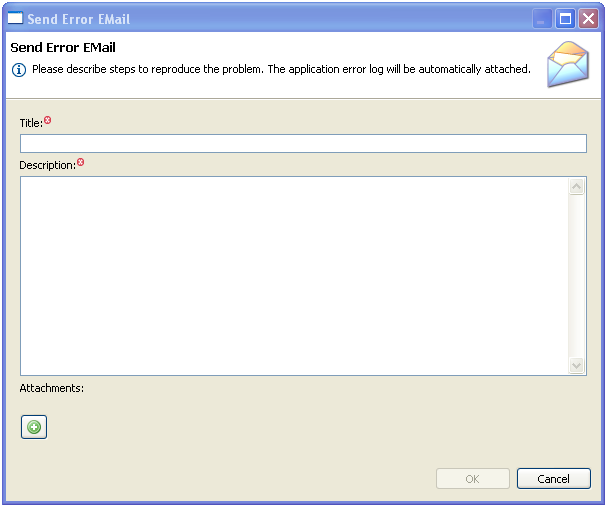 Send Error EMail
Send Error EMail
Please describe steps to reproduce the problem. The application error log will be automatically attached.
Title:
Description:
Attachments:
OK
Cancel